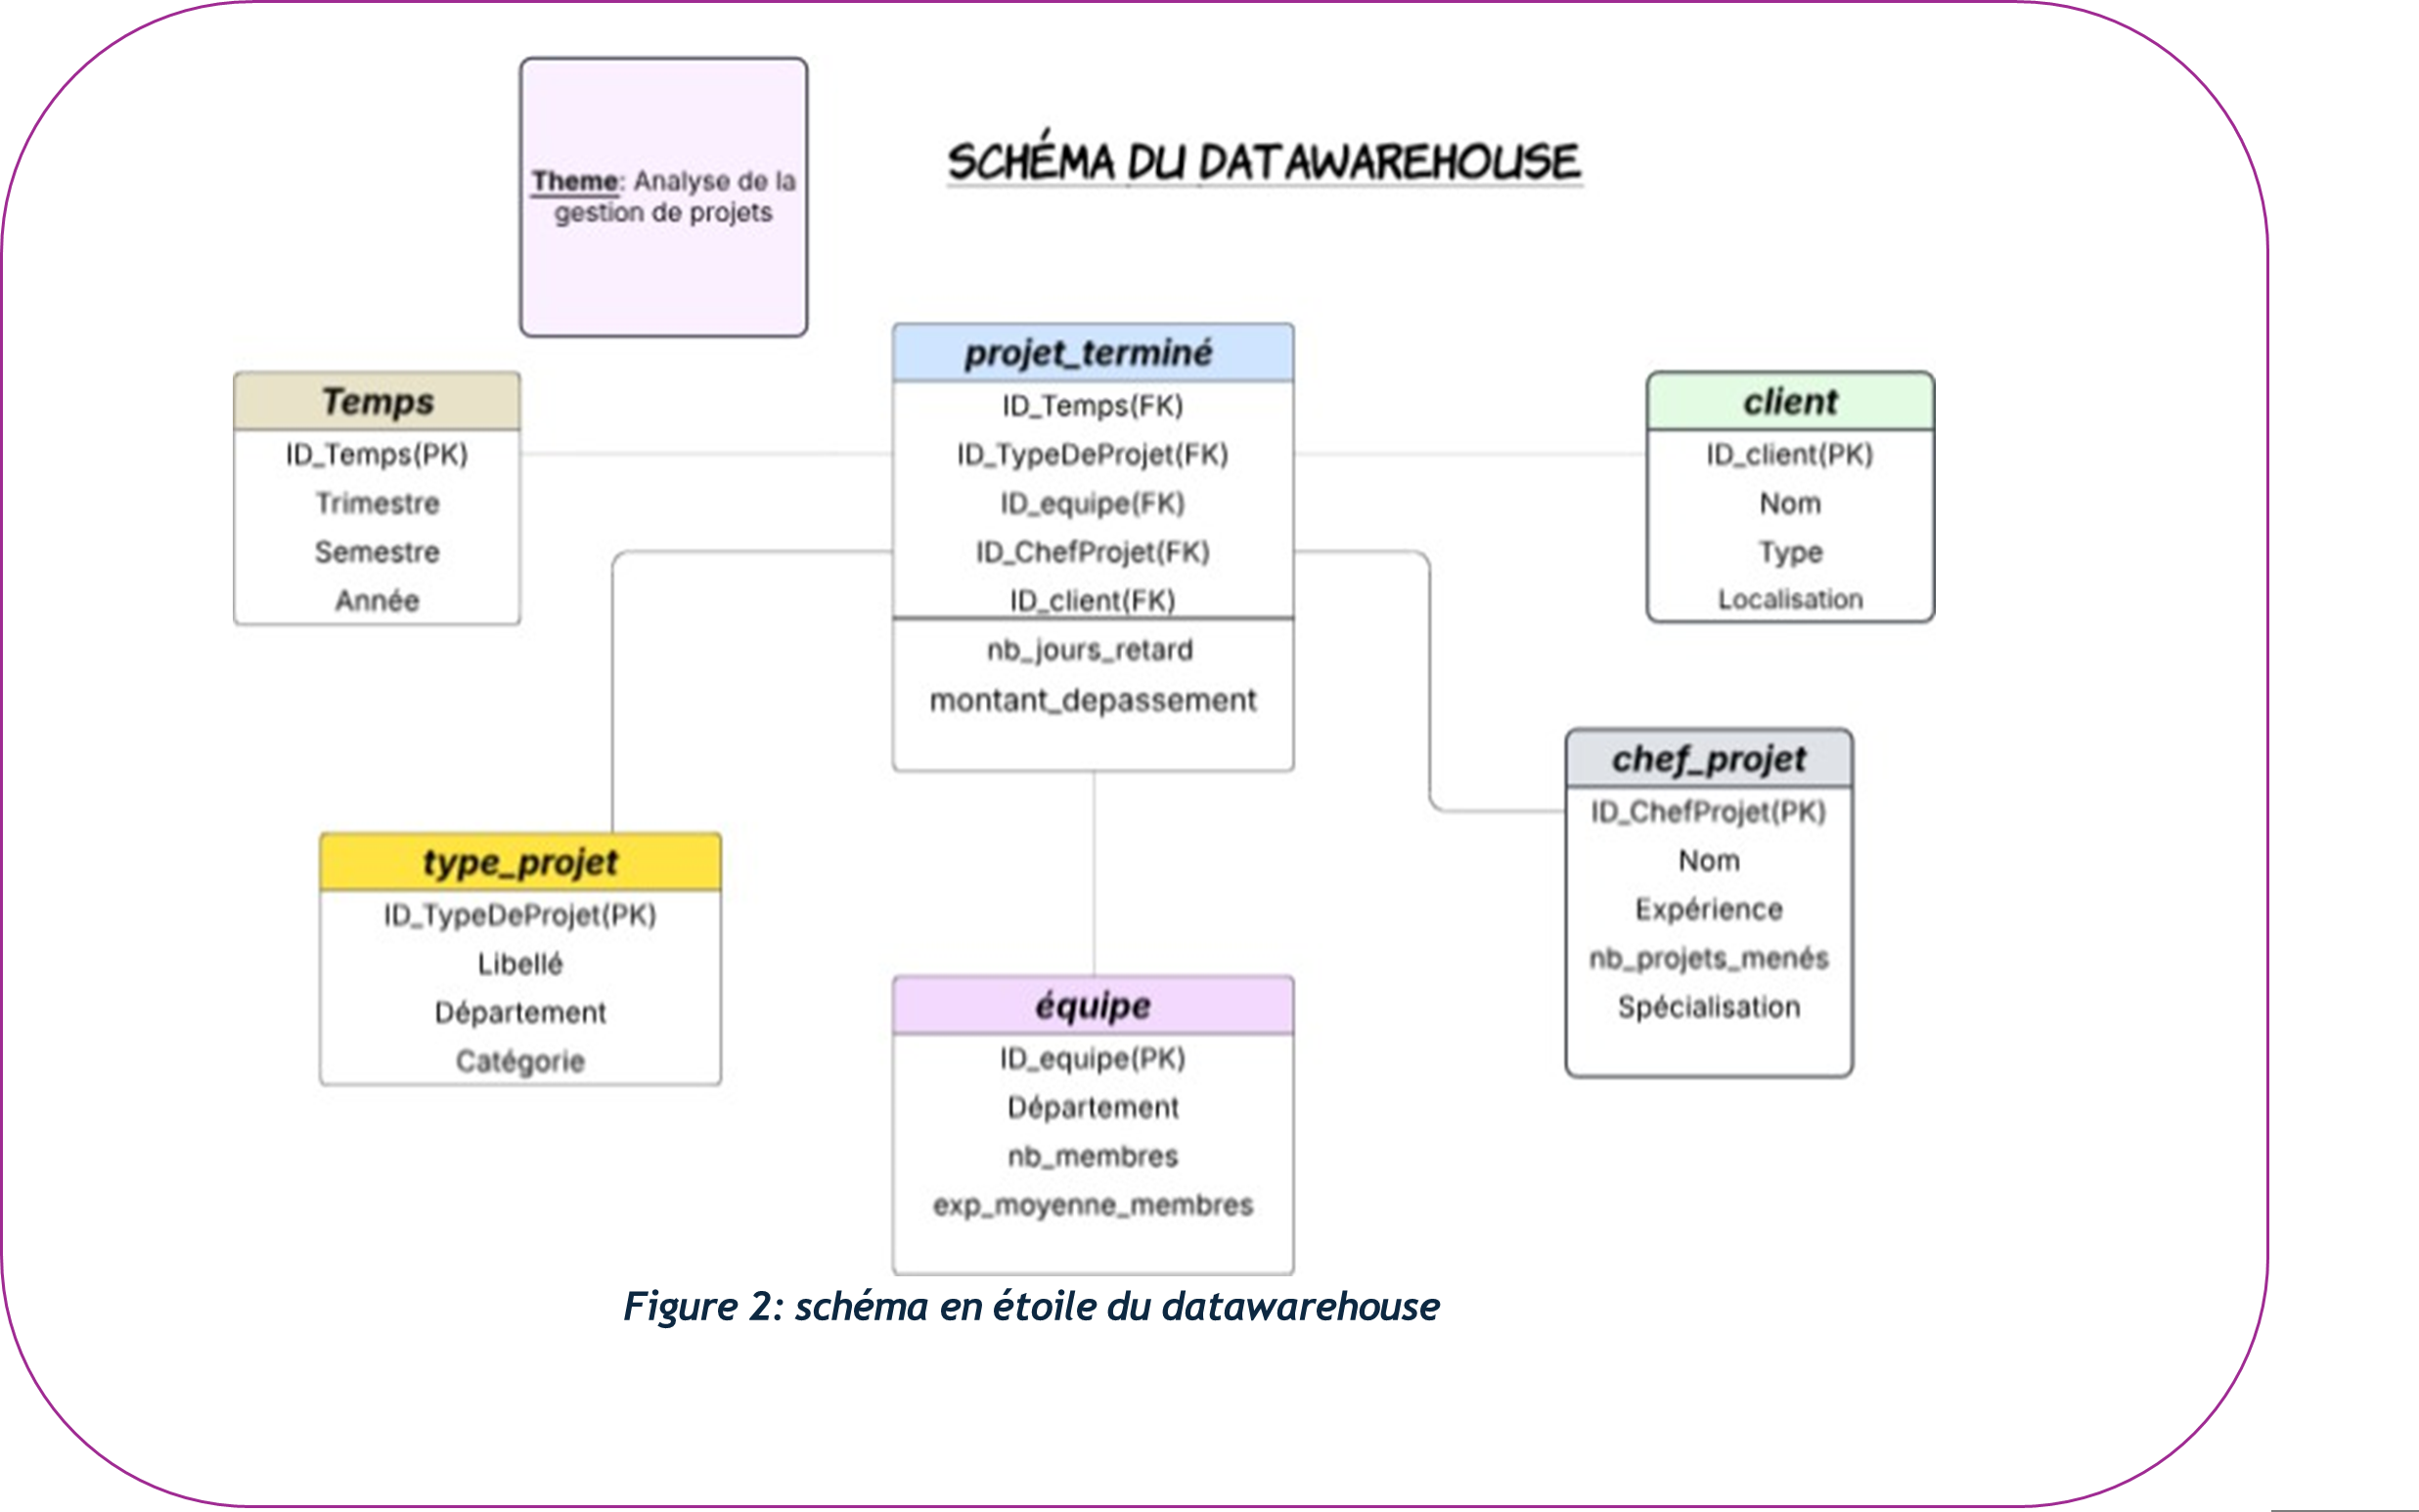 Theme: Analyse de la
gestion de projets
SCHÉMA DU DATAWAREHOUSE
Temps
ID_Temps(PK)
Trimestre
Semestre
Année
projet_terminé
ID_Temps(FK)
ID_TypeDeProjet(FK)
ID_equipe(FK)
ID_ChefProjet(FK)
ID_client(FK)
nb_jours_retard
montant_depassement
client
ID_client(PK)
Nom
Type
Localisation
type_projet
ID_TypeDeProjet(PK)
Libellé
Département
Catégorie
équipe
ID_equipe(PK)
Département
nb_membres
exp_moyenne_membres
chef_projet
ID_ChefProjet(PK)
Nom
Expérience
nb_projets_menés
Spécialisation
Figure 2: schéma en étoile du datawarehouse